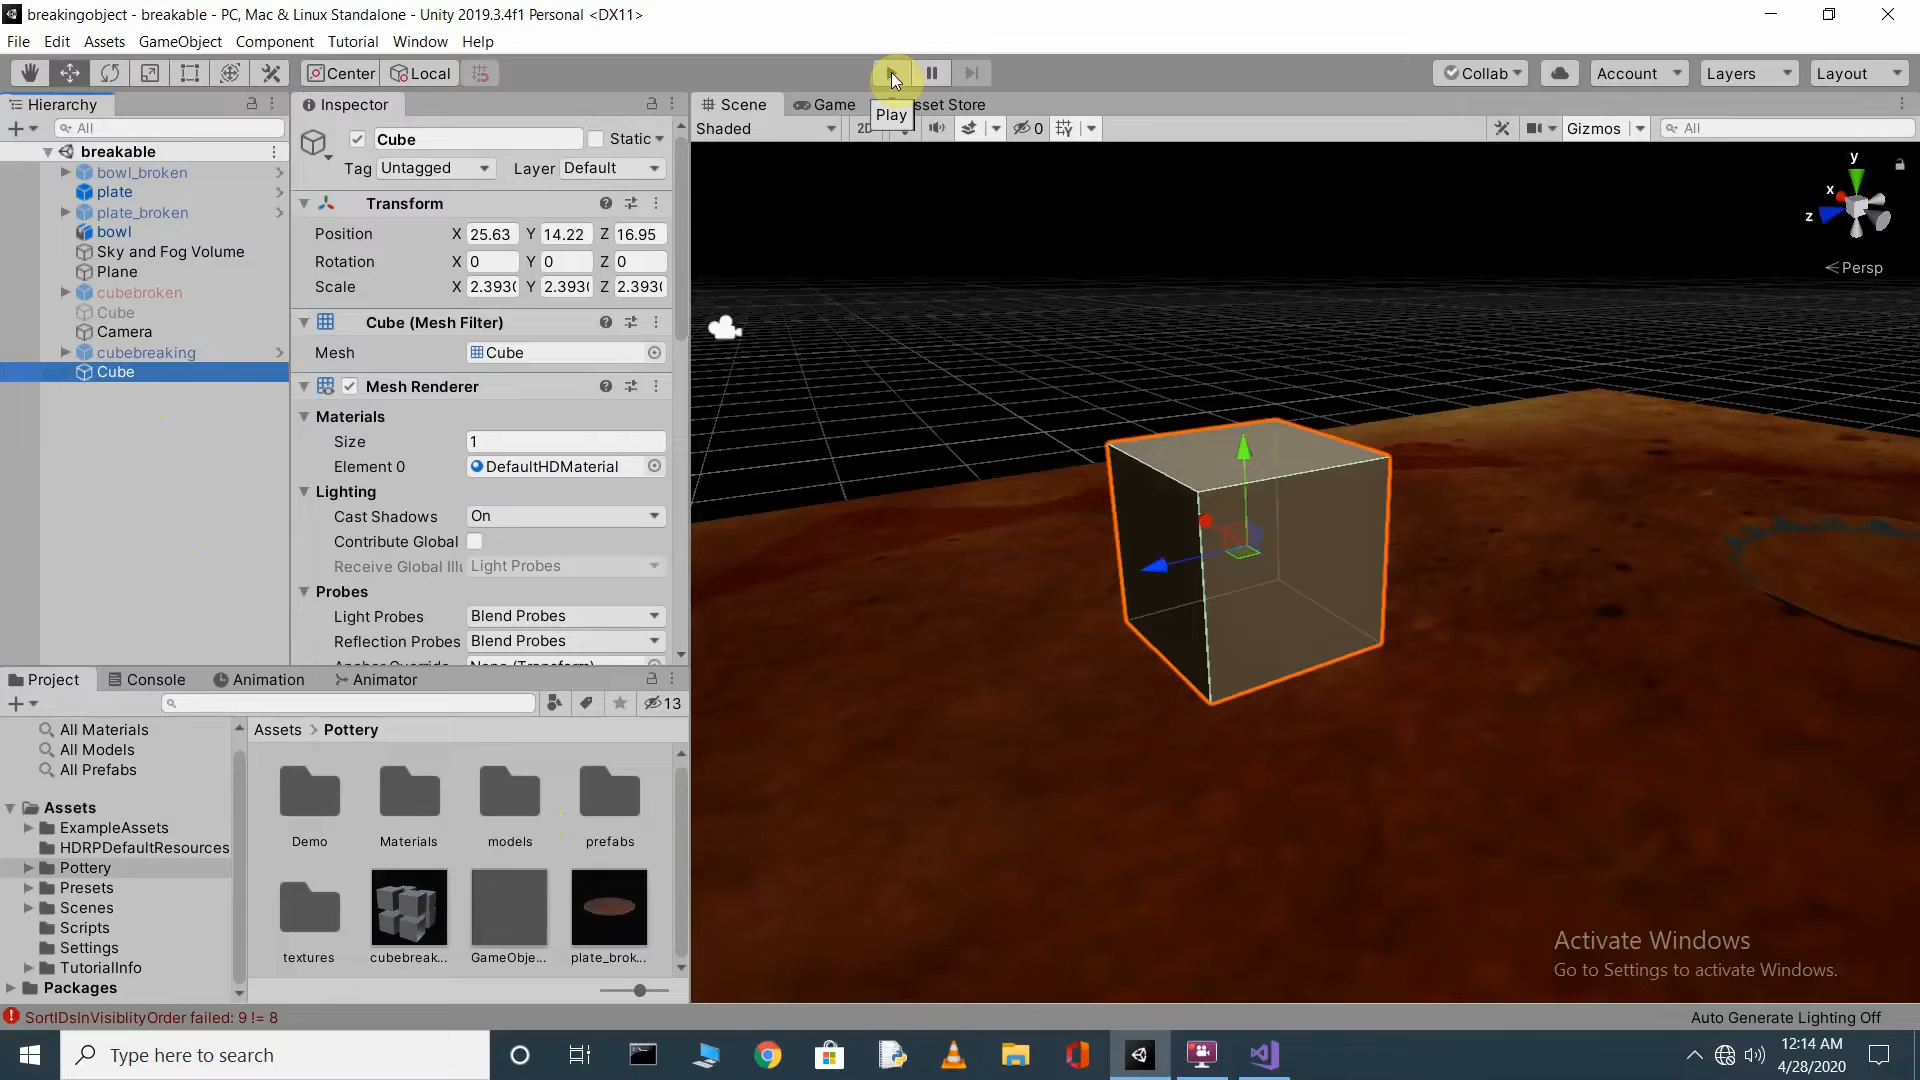 breakingobject - breakable - PC, Mac & Linux Standalone - Unity 2019.3.4f1 Personal <DX11>
File Edit Assets GameObject Component Tutorial Window Help
Center Local Collab Account Layers Layout
Hierarchy
All
breakable
bowl_broken
plate
plate_broken
bowl
Sky and Fog Volume
Plane
cubebroken
Cube
Camera
cubebreaking
Cube
Inspector
Cube Static
Tag Untagged Layer Default
Transform
Position X 25.63 Y 14.22 Z 16.95
Rotation X 0 Y 0 Z 0
Scale X 2.3930 Y 2.3930 Z 2.3930
Cube (Mesh Filter)
Mesh Cube
Mesh Renderer
Materials
Size 1
Element 0 DefaultHDMaterial
Lighting
Cast Shadows On
Contribute Global
Receive Global Illu Light Probes
Probes
Light Probes Blend Probes
Reflection Probes Blend Probes
Scene Game sset Store
Play
Shaded 2D 0 Gizmos All
y
x
z
Persp
Project Console Animation Animator
13
All Materials
All Models
All Prefabs
Assets
ExampleAssets
HDRPDefaultResources
Pottery
Presets
Scenes
Scripts
Settings
TutorialInfo
Packages
Assets > Pottery
Demo Materials models prefabs
textures cubebreak... GameObje... plate_brok...
Activate Windows
Go to Settings to activate Windows.
SortIDsInVisiblityOrder failed: 9 != 8
Auto Generate Lighting Off
Type here to search
12:14 AM
4/28/2020